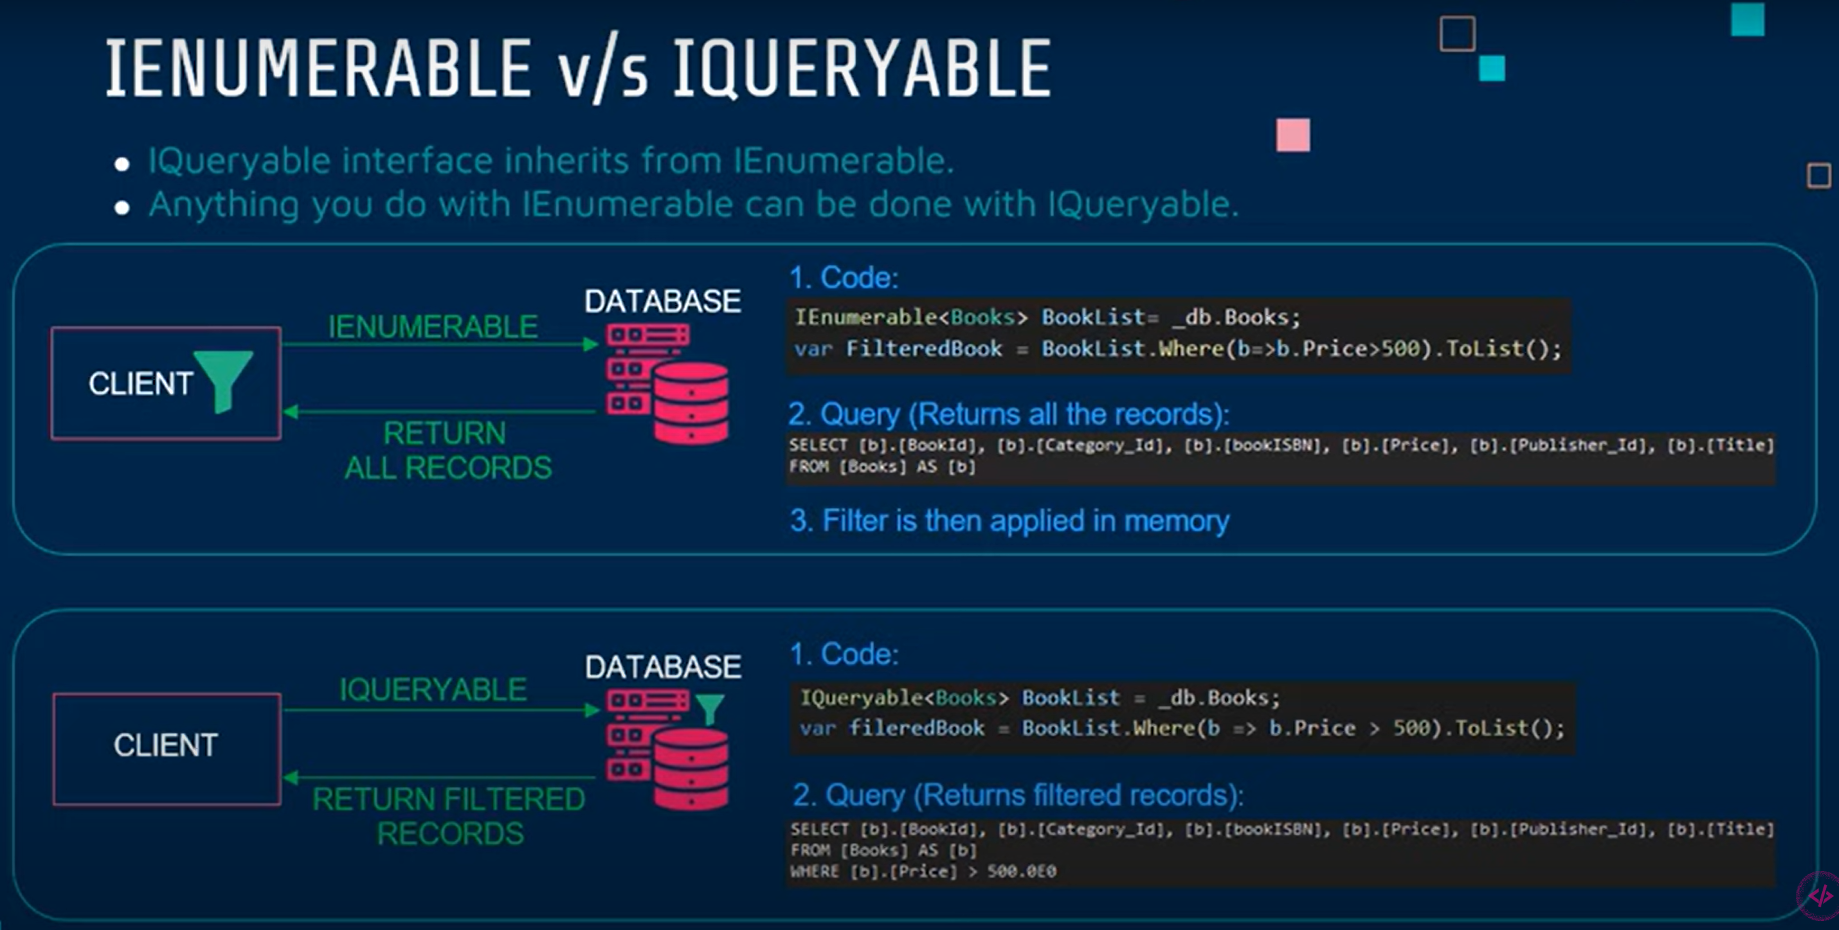 IENUMERABLE v/s IQUERYABLE
IQueryable interface inherits from IEnumerable.
Anything you do with IEnumerable can be done with IQueryable.
CLIENT
IENUMERABLE
RETURN
ALL RECORDS
DATABASE
1. Code:
IEnumerable<Books> BookList= _db.Books;
var FilteredBook = BookList.Where(b=>b.Price>500).ToList();
2. Query (Returns all the records):
SELECT [b].[BookId], [b].[Category_Id], [b].[bookISBN], [b].[Price], [b].[Publisher_Id], [b].[Title]
FROM [Books] AS [b]
3. Filter is then applied in memory
CLIENT
IQUERYABLE
RETURN FILTERED
RECORDS
DATABASE
1. Code:
IQueryable<Books> BookList = _db.Books;
var fileredBook = BookList.Where(b => b.Price > 500).ToList();
2. Query (Returns filtered records):
SELECT [b].[BookId], [b].[Category_Id], [b].[bookISBN], [b].[Price], [b].[Publisher_Id], [b].[Title]
FROM [Books] AS [b]
WHERE [b].[Price] > 500.0E0
</>